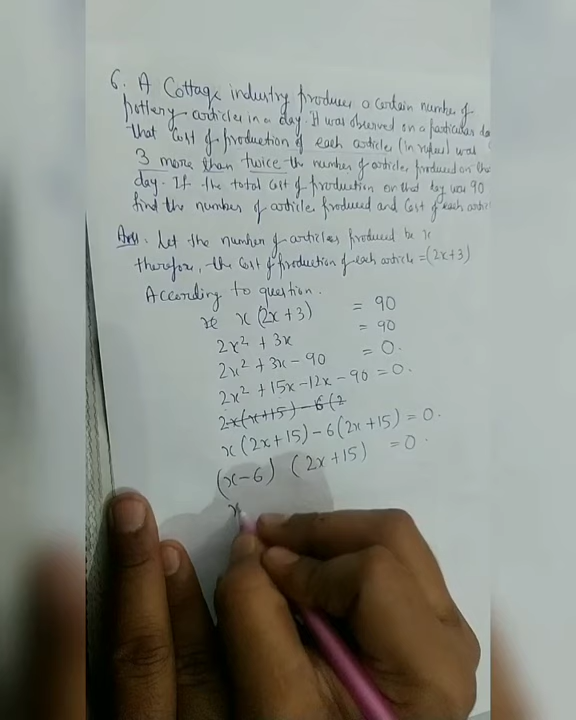 6. A Cottage industry produces a certain number of
pottery articles in a day. It was observed on a particular
that Cost of production of each article (in rupees) was
3 more than twice the number of articles produced on the
day. If the total cost of production on that day was 90
find the number of article produced and Cost of each
Ans. Let the number of articles produced be x
therefore, the Cost of production of each article = (2x+3)
According to question.
x (2x+3) = 90
2x² + 3x = 90
2x² + 3x - 90 = 0.
2x² + 15x - 12x - 90 = 0.
2x(x+15) - 6(2
x (2x+15) - 6 (2x+15) = 0.
(x-6) (2x+15) = 0.
x